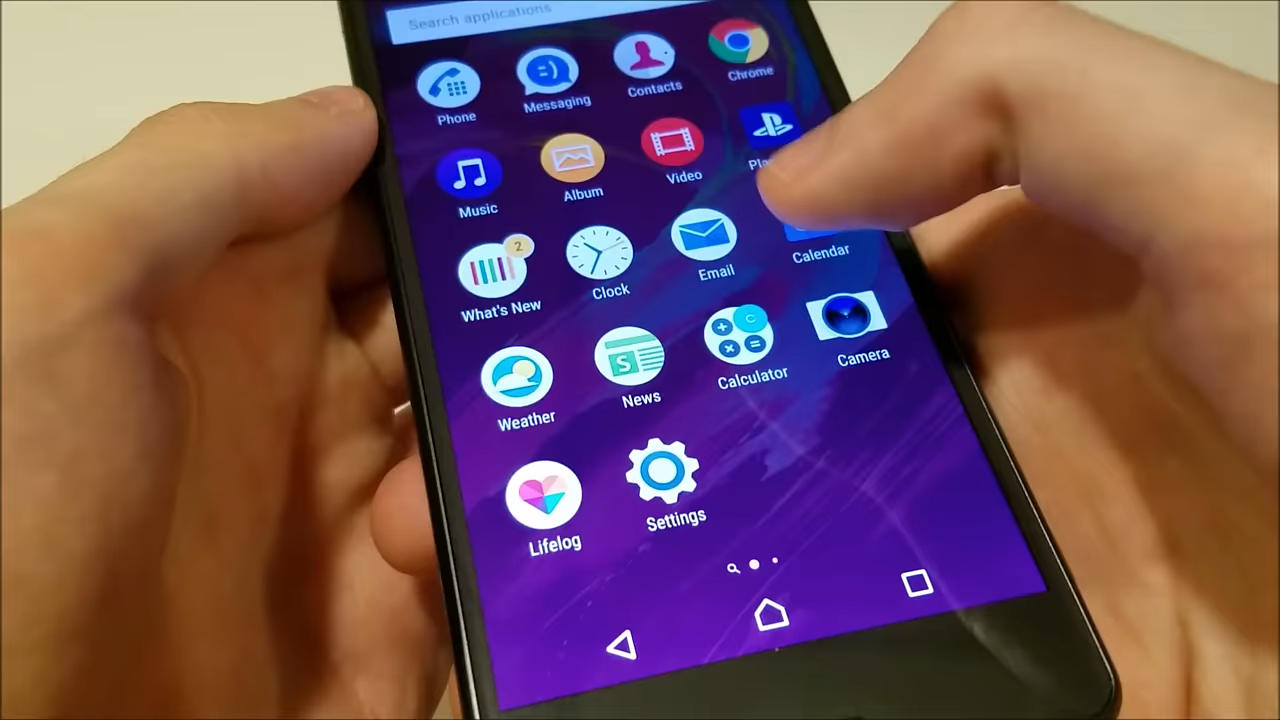 Search applications
Phone
Messaging
Contacts
Chrome
Music
Album
Video
What's New
2
Clock
Email
Calendar
Weather
News
S
Calculator
C
Camera
Lifelog
Settings